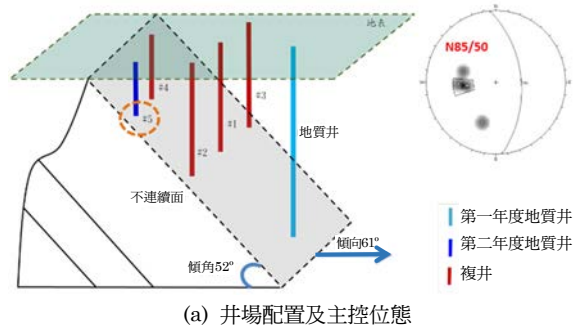 地表
N85/50
#4
#3
#5
#1
#2
地質井
不連續面
傾角52°
傾向61°
第一年度地質井
第二年度地質井
複井
(a) 井場配置及主控位態